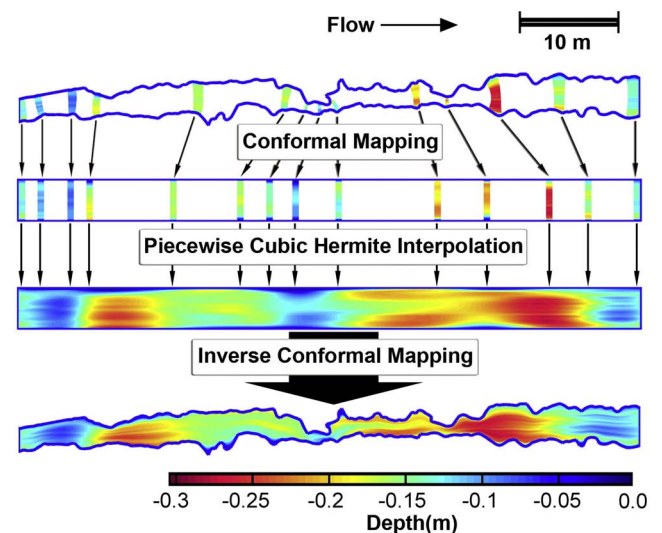 Flow
10 m
Conformal Mapping
Piecewise Cubic Hermite Interpolation
Inverse Conformal Mapping
-0.3 -0.25 -0.2 -0.15 -0.1 -0.05 0.0
Depth(m)